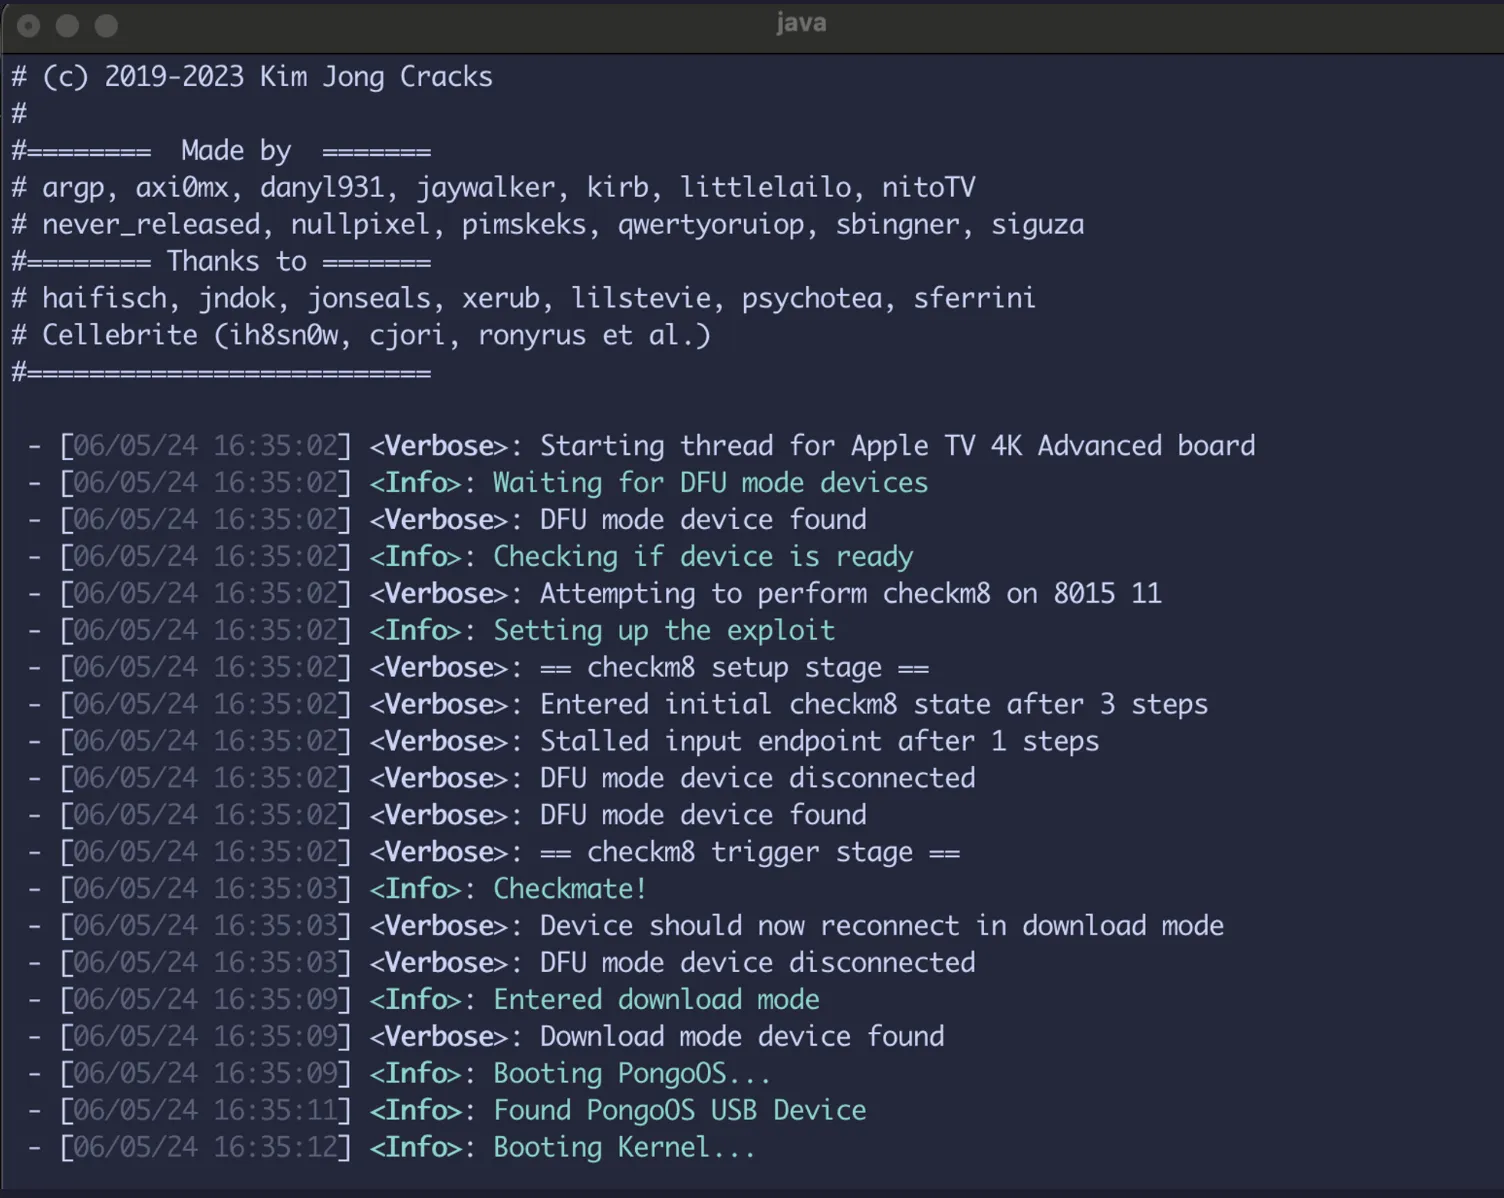 java
# (c) 2019-2023 Kim Jong Cracks
#
#======== Made by =======
# argp, axi0mx, danyl931, jaywalker, kirb, littlelailo, nitoTV
# never_released, nullpixel, pimskeks, qwertyoruiop, sbingner, siguza
#======== Thanks to =======
# haifisch, jndok, jonseals, xerub, lilstevie, psychotea, sferrini
# Cellebrite (ih8sn0w, cjori, ronyrus et al.)
#==========================
- [06/05/24 16:35:02] <Verbose>: Starting thread for Apple TV 4K Advanced board
- [06/05/24 16:35:02] <Info>: Waiting for DFU mode devices
- [06/05/24 16:35:02] <Verbose>: DFU mode device found
- [06/05/24 16:35:02] <Info>: Checking if device is ready
- [06/05/24 16:35:02] <Verbose>: Attempting to perform checkm8 on 8015 11
- [06/05/24 16:35:02] <Info>: Setting up the exploit
- [06/05/24 16:35:02] <Verbose>: == checkm8 setup stage ==
- [06/05/24 16:35:02] <Verbose>: Entered initial checkm8 state after 3 steps
- [06/05/24 16:35:02] <Verbose>: Stalled input endpoint after 1 steps
- [06/05/24 16:35:02] <Verbose>: DFU mode device disconnected
- [06/05/24 16:35:02] <Verbose>: DFU mode device found
- [06/05/24 16:35:02] <Verbose>: == checkm8 trigger stage ==
- [06/05/24 16:35:03] <Info>: Checkmate!
- [06/05/24 16:35:03] <Verbose>: Device should now reconnect in download mode
- [06/05/24 16:35:03] <Verbose>: DFU mode device disconnected
- [06/05/24 16:35:09] <Info>: Entered download mode
- [06/05/24 16:35:09] <Verbose>: Download mode device found
- [06/05/24 16:35:09] <Info>: Booting PongoOS...
- [06/05/24 16:35:11] <Info>: Found PongoOS USB Device
- [06/05/24 16:35:12] <Info>: Booting Kernel...